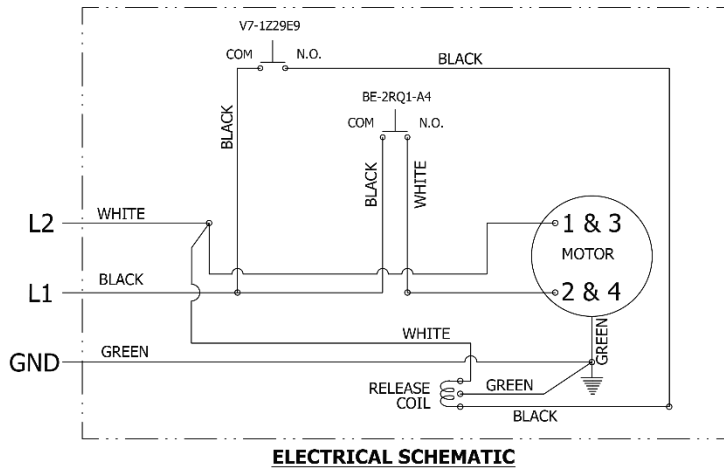 V7-1Z29E9
COM N.O.
BLACK
BE-2RQ1-A4
COM N.O.
BLACK
BLACK
WHITE
L2 WHITE
1 & 3
MOTOR
L1 BLACK
2 & 4
WHITE
GREEN
GND GREEN
RELEASE
COIL
GREEN
BLACK
ELECTRICAL SCHEMATIC